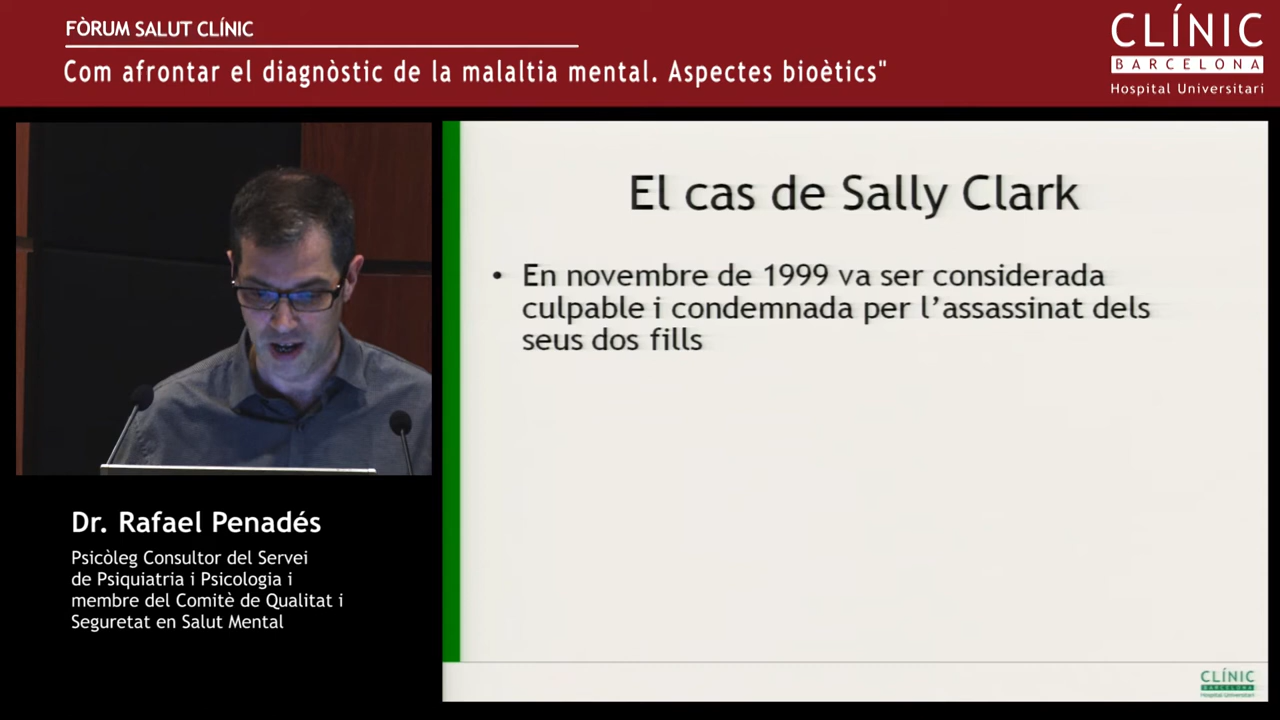 FÒRUM SALUT CLÍNIC
Com afrontar el diagnòstic de la malaltia mental. Aspectes bioètics"
CLÍNIC
BARCELONA
Hospital Universitari
El cas de Sally Clark
• En novembre de 1999 va ser considerada
culpable i condemnada per l’assassinat dels
seus dos fills
Dr. Rafael Penadés
Psicòleg Consultor del Servei
de Psiquiatria i Psicologia i
membre del Comitè de Qualitat i
Seguretat en Salut Mental
CLÍNIC
BARCELONA
Hospital Universitari